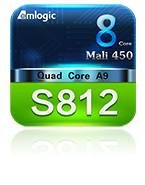 Amlogic
8
Core
Mali 450
Quad Core A9
S812